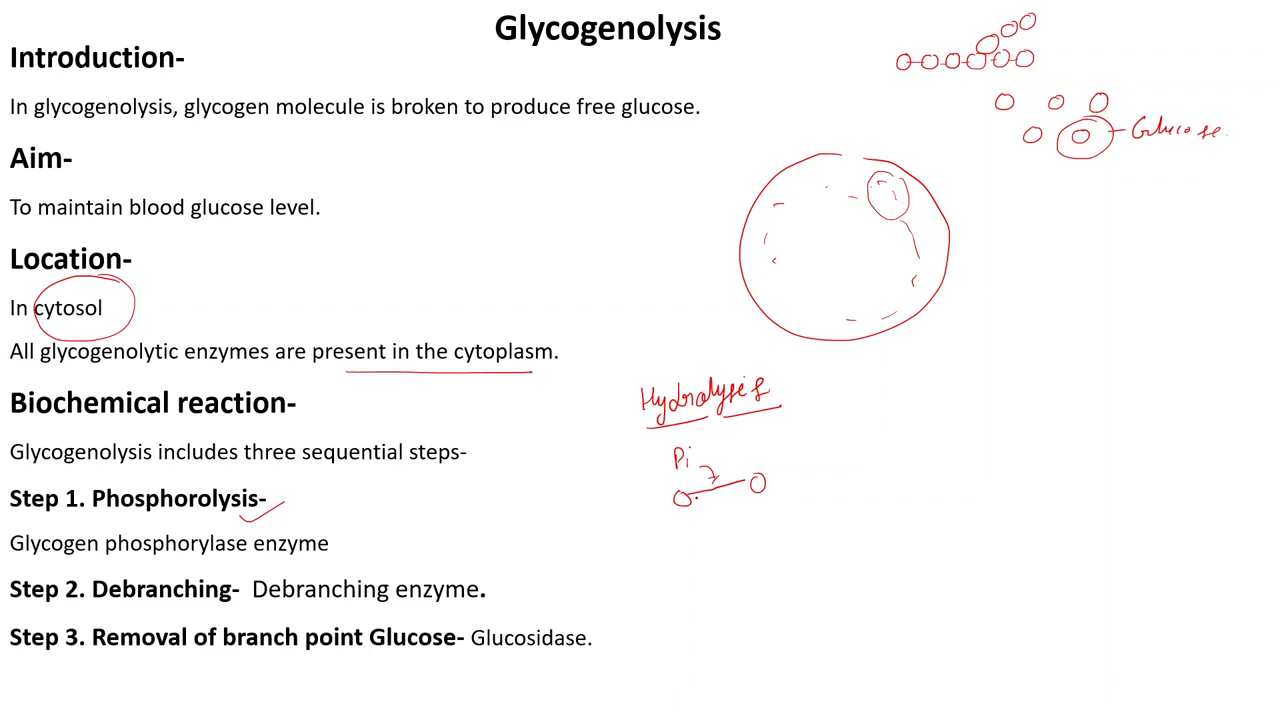 Glycogenolysis
Introduction-
In glycogenolysis, glycogen molecule is broken to produce free glucose.
Glucose.
Aim-
To maintain blood glucose level.
Location-
In cytosol
All glycogenolytic enzymes are present in the cytoplasm.
Biochemical reaction-
Hydrolysis
Glycogenolysis includes three sequential steps-
Pi
Step 1. Phosphorolysis-
Glycogen phosphorylase enzyme
Step 2. Debranching- Debranching enzyme.
Step 3. Removal of branch point Glucose- Glucosidase.